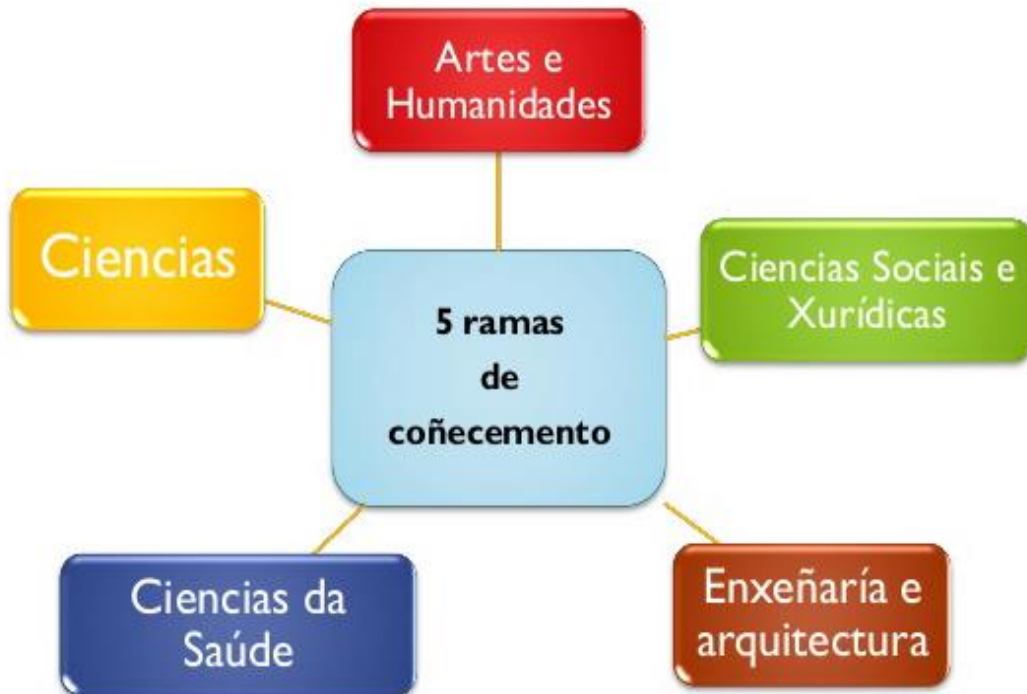 Artes e
Humanidades
Ciencias
Ciencias Sociais e
Xurídicas
5 ramas
de
coñecemento
Ciencias da
Saúde
Enxeñaría e
arquitectura